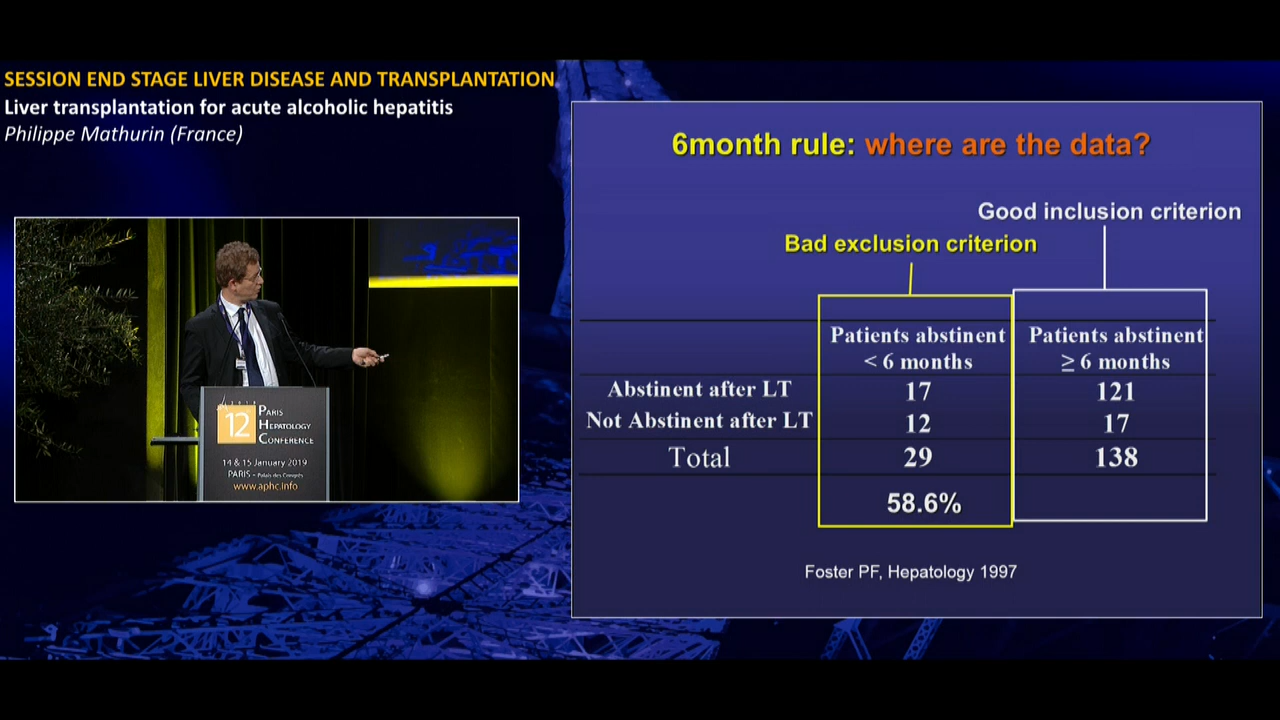 SESSION END STAGE LIVER DISEASE AND TRANSPLANTATION
Liver transplantation for acute alcoholic hepatitis
Philippe Mathurin (France)
12
PARIS
HEPATOLOGY
CONFERENCE
14 & 15 January 2019
PARIS - Palais des Congrès
www.aphc.info
6month rule: where are the data?
Good inclusion criterion
Bad exclusion criterion
Patients abstinent Patients abstinent
< 6 months ≥ 6 months
Abstinent after LT 17 121
Not Abstinent after LT 12 17
Total 29 138
58.6%
Foster PF, Hepatology 1997